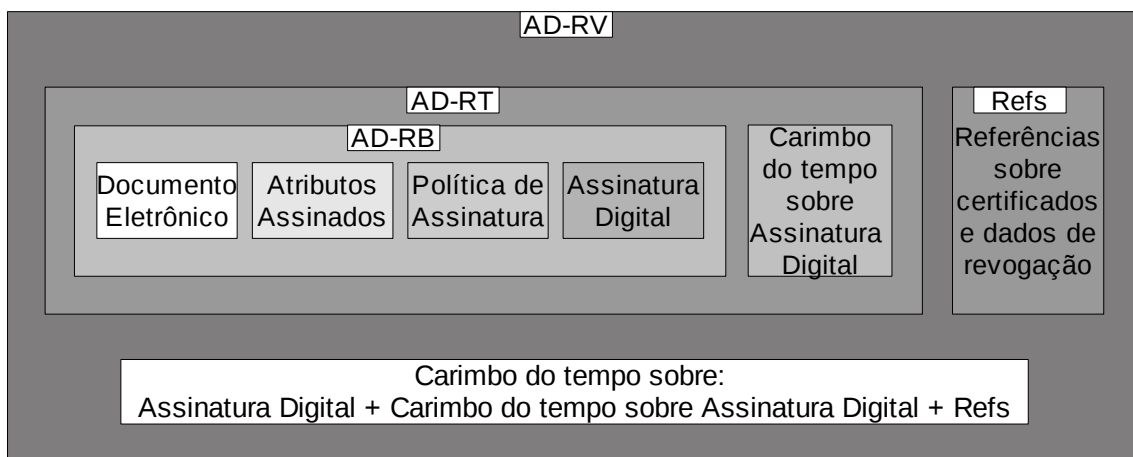 AD-RV
AD-RT
Refs
AD-RB
Documento
Eletrônico
Atributos
Assinados
Política de
Assinatura
Assinatura
Digital
Carimbo
do tempo
sobre
Assinatura
Digital
Referências
sobre
certificados
e dados de
revogação
Carimbo do tempo sobre:
Assinatura Digital + Carimbo do tempo sobre Assinatura Digital + Refs